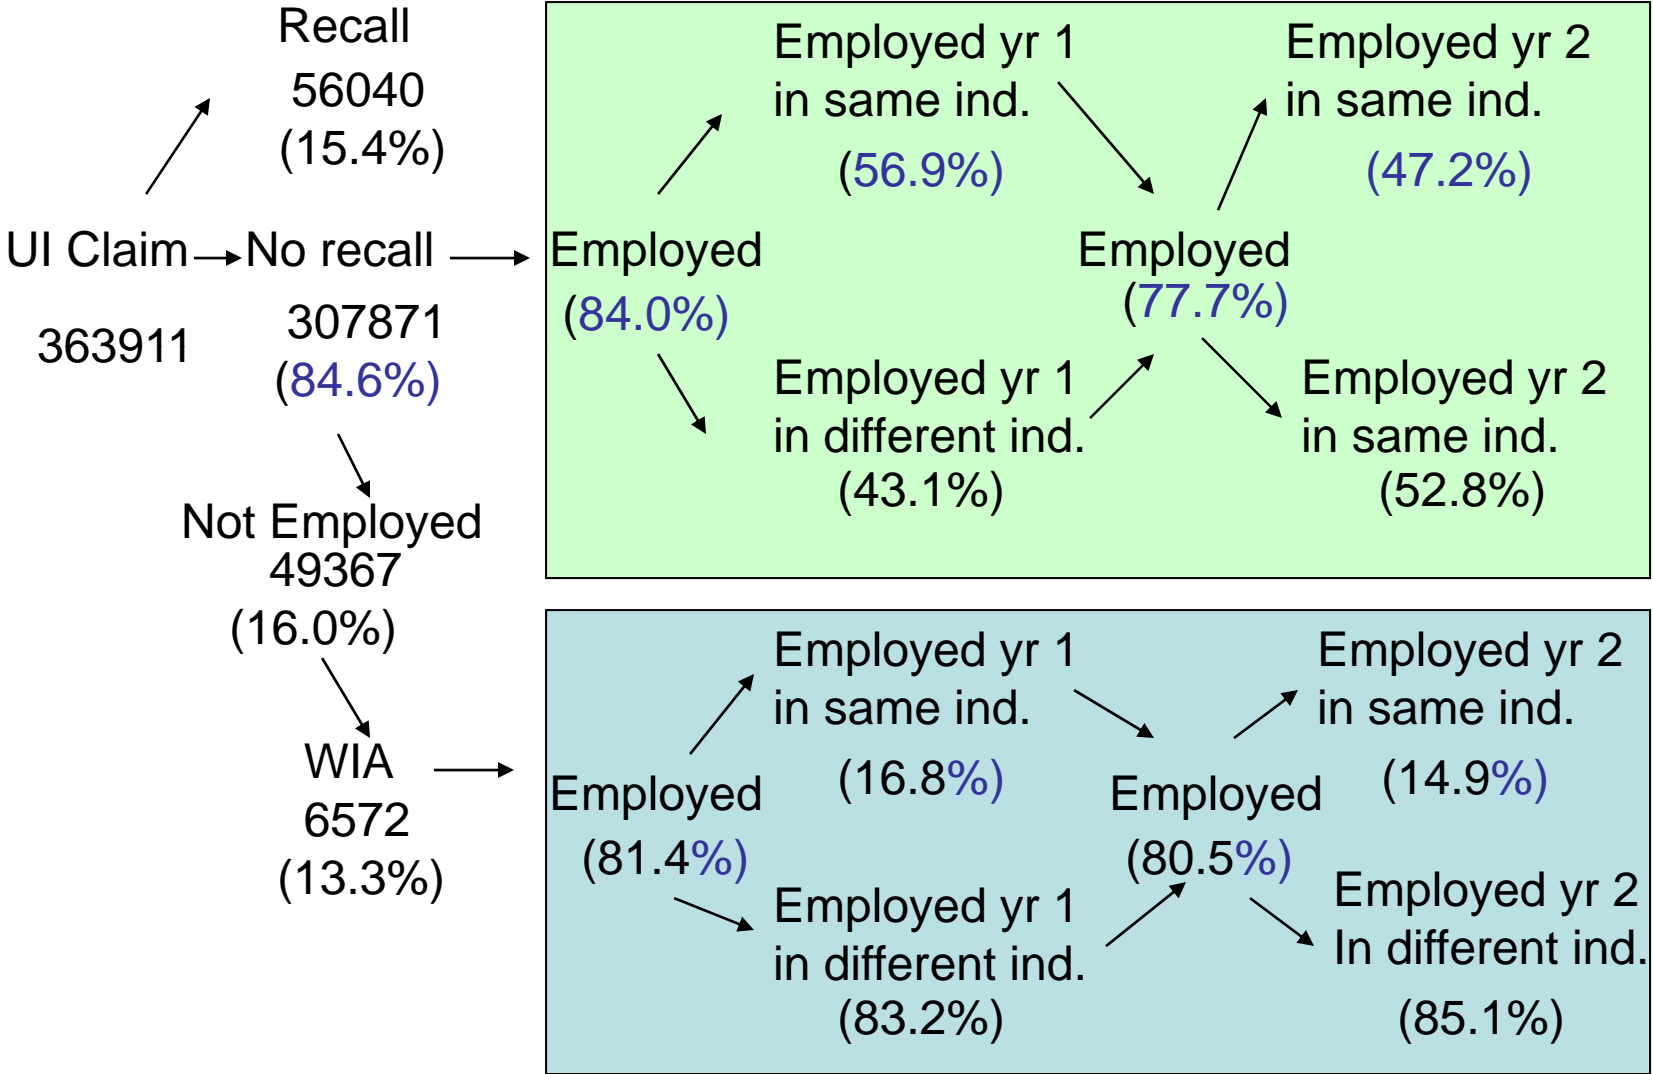 Recall
56040
(15.4%)
UI Claim
363911
No recall
307871
(84.6%)
Not Employed
49367
(16.0%)
WIA
6572
(13.3%)
Employed
(84.0%)
Employed yr 1
in same ind.
(56.9%)
Employed yr 1
in different ind.
(43.1%)
Employed
(77.7%)
Employed yr 2
in same ind.
(47.2%)
Employed yr 2
in same ind.
(52.8%)
Employed
(81.4%)
Employed yr 1
in same ind.
(16.8%)
Employed yr 1
in different ind.
(83.2%)
Employed
(80.5%)
Employed yr 2
in same ind.
(14.9%)
Employed yr 2
In different ind.
(85.1%)